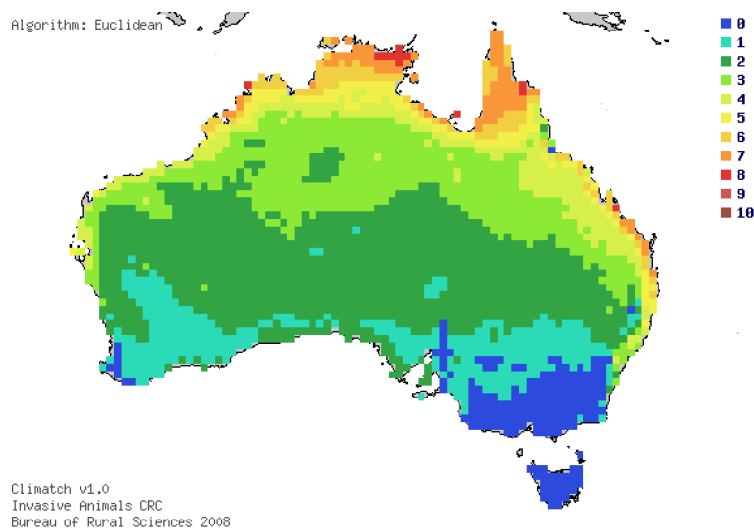 Algorithm: Euclidean
0
1
2
3
4
5
6
7
8
9
10
Climatch v1.0
Invasive Animals CRC
Bureau of Rural Sciences 2008